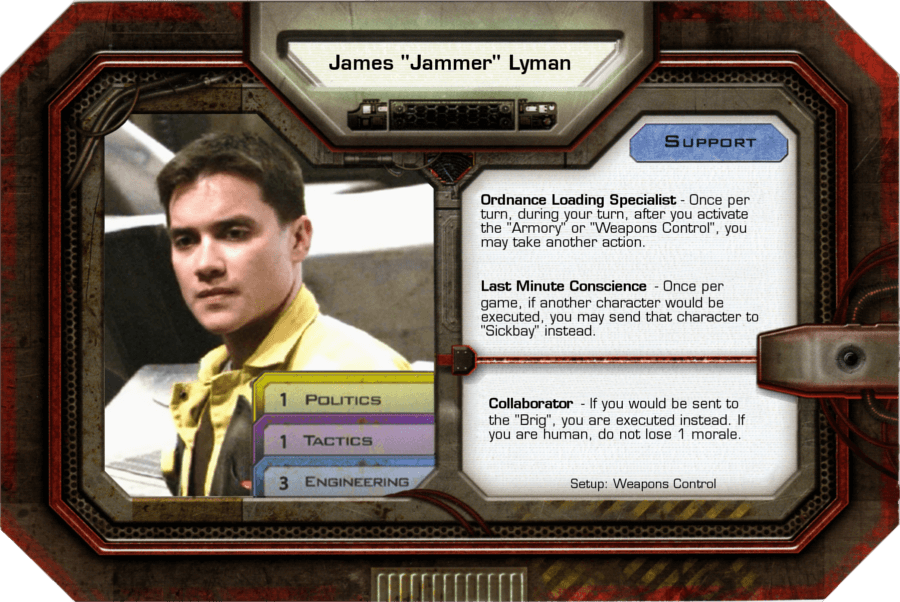 James "Jammer" Lyman
Support
Ordnance Loading Specialist - Once per
turn, during your turn, after you activate
the "Armory" or "Weapons Control", you
may take another action.
Last Minute Conscience - Once per
game, if another character would be
executed, you may send that character to
"Sickbay" instead.
1 Politics
1 Tactics
3 Engineering
Collaborator - If you would be sent to
the "Brig", you are executed instead. If
you are human, do not lose 1 morale.
Setup: Weapons Control